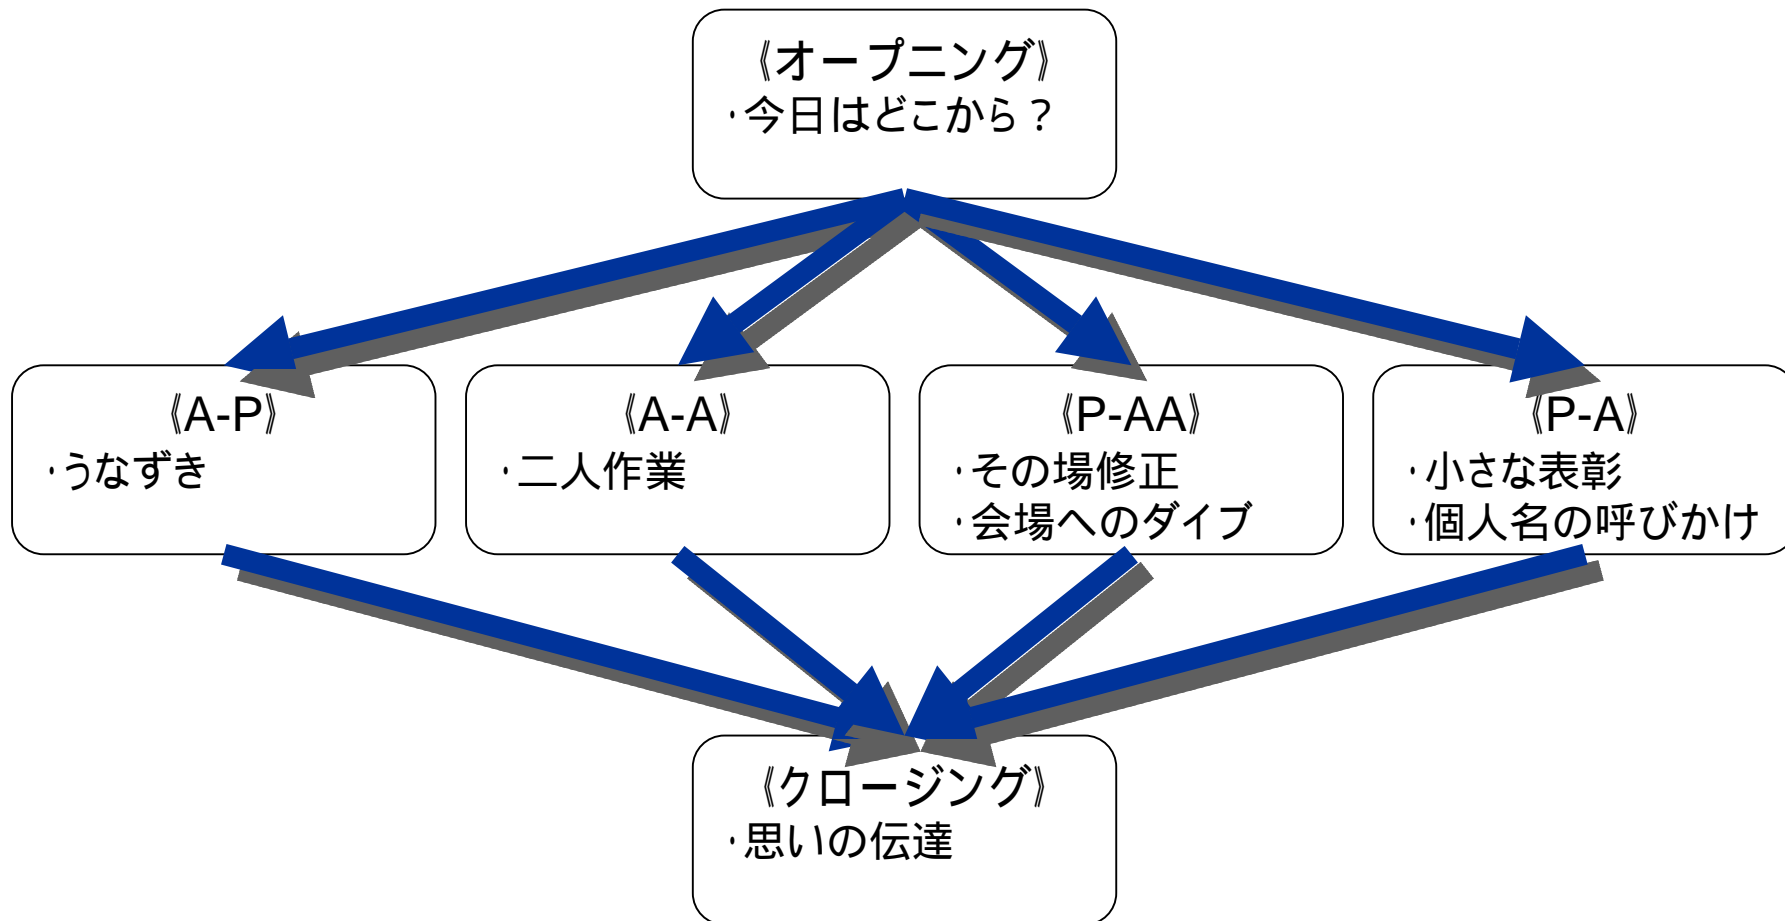 《オープニング》
・今日はどこから？
《A-P》
・うなずき
《A-A》
・二人作業
《P-AA》
・その場修正
・会場へのダイブ
《P-A》
・小さな表彰
・個人名の呼びかけ
《クロージング》
・思いの伝達